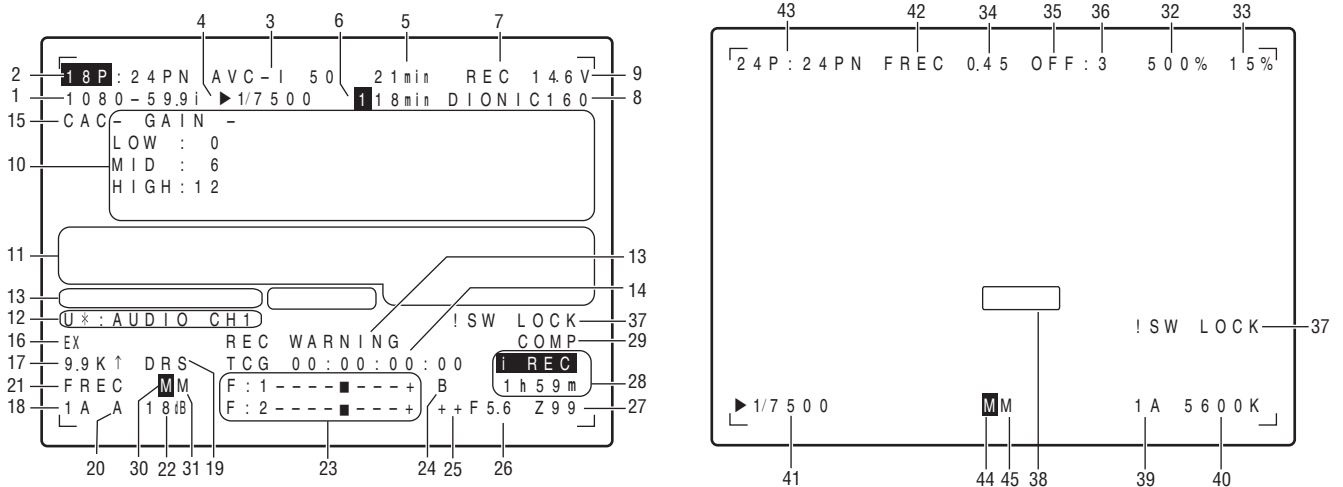 4 3 6 5 7
2 18P:24PN AVC-I 50 21min REC 14.6V 9
1 1080-59.9i ▶1/7500 118min DIONIC160 8
15 CAC - GAIN -
LOW : 0
10 MID : 6
HIGH:12
11
13
13 14
12 U*:AUDIO CH1 !SW LOCK 37
16 EX REC WARNING COMP 29
17 9.9K↑ DRS TCG 00:00:00:00 i REC
21 FREC MM F:1----■----+ B 1h59m 28
18 1A A 18dB F:2----■----+ ++F5.6 Z99 27
20 30 22 31 19 23 24 25 26
43 42 34 35 36 32 33
24P:24PN FREC 0.45 OFF:3 500% 15%
!SW LOCK 37
▶1/7500 MM 1A 5600K
41 44 45 38 39 40